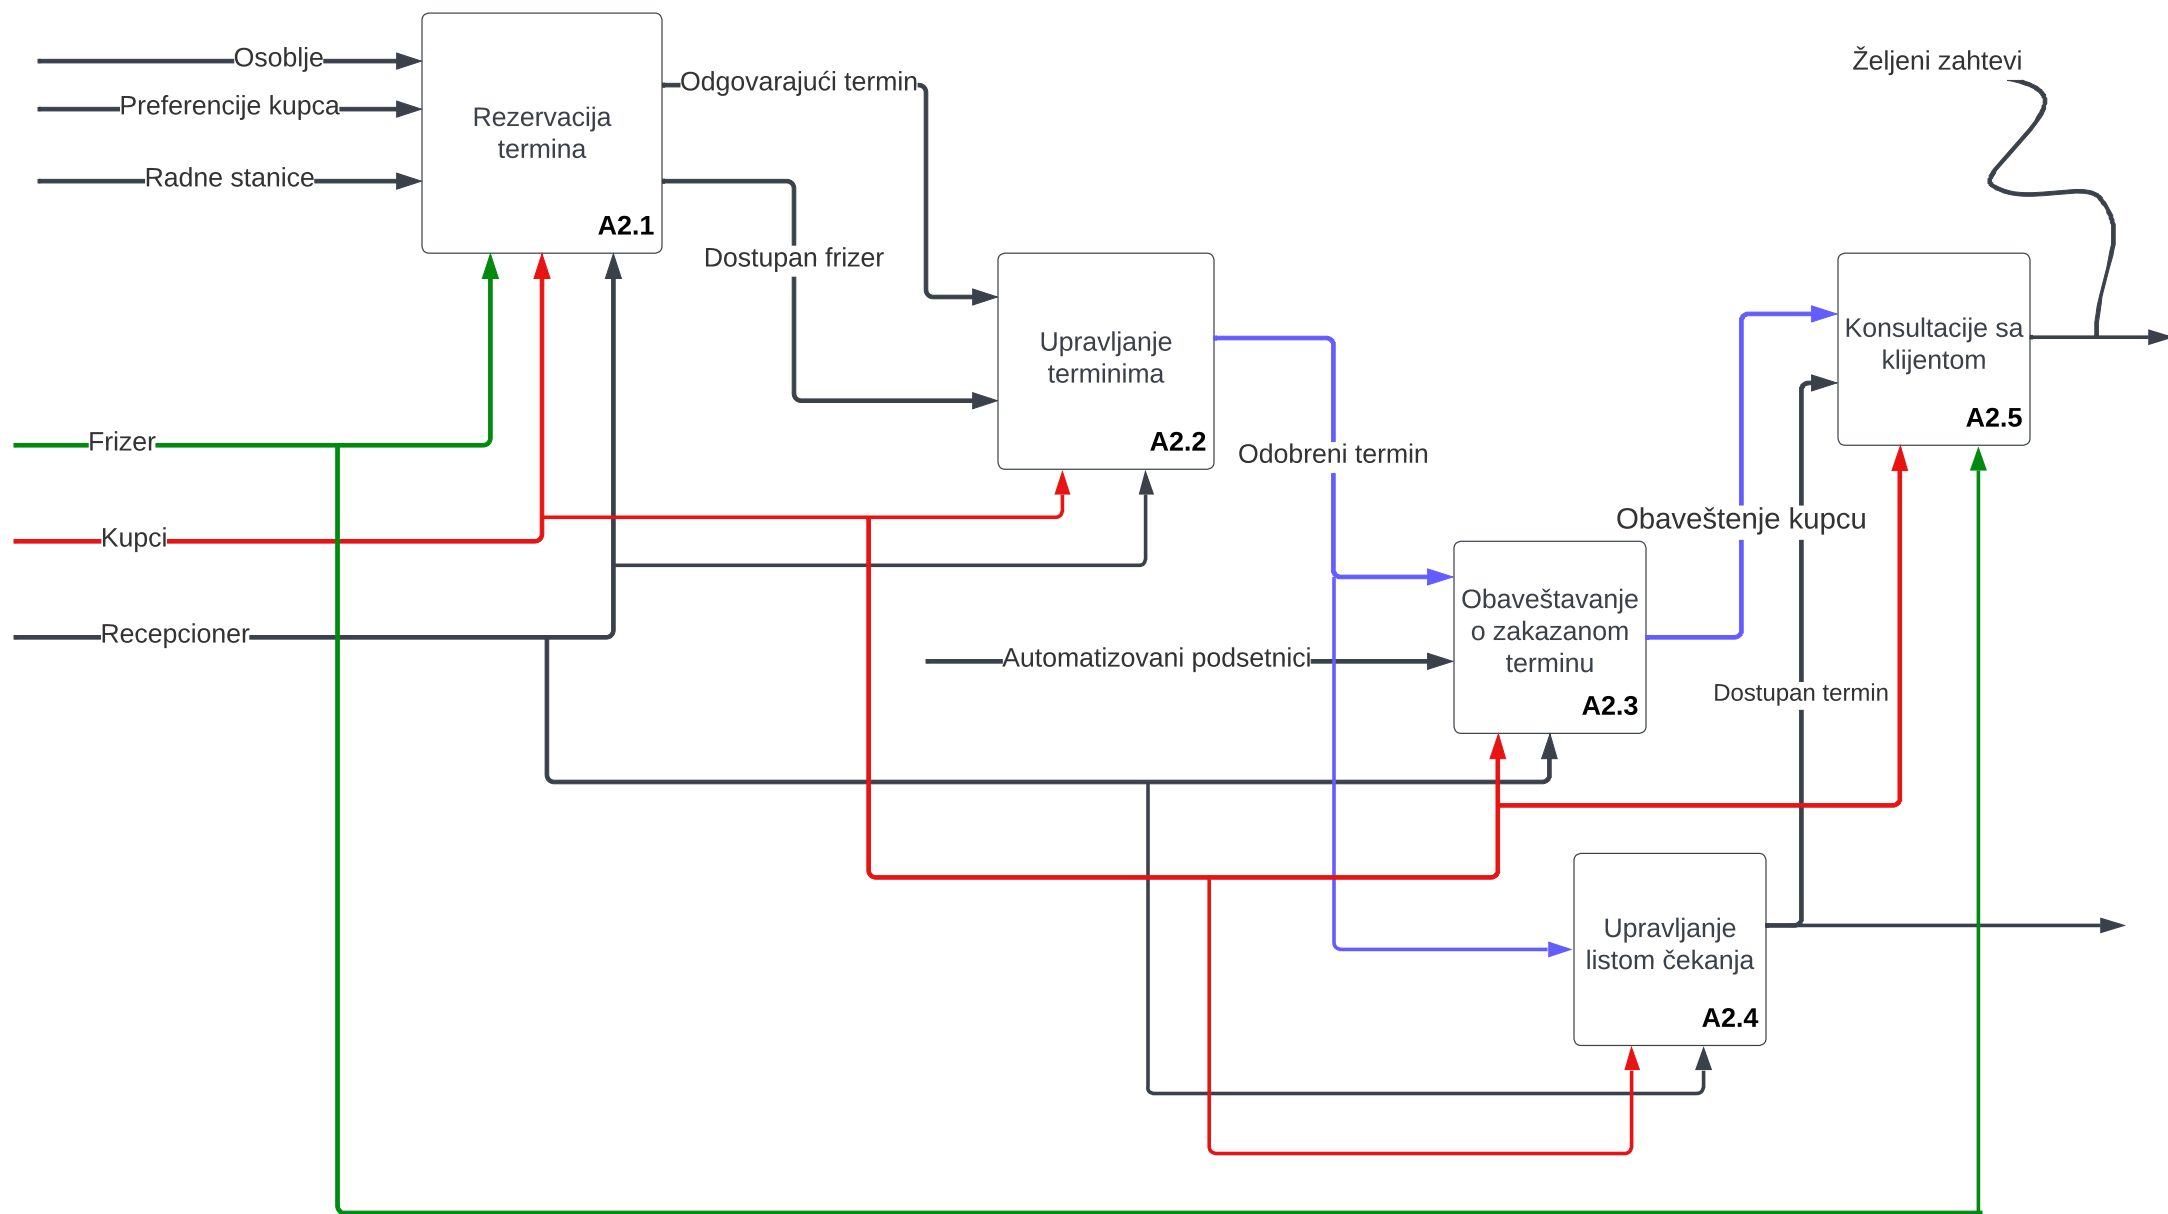 Osoblje
Preferencije kupca
Radne stanice
Rezervacija
termina
A2.1
Odgovarajući termin
Dostupan frizer
Željeni zahtevi
Upravljanje
terminima
A2.2
Konsultacije sa
klijentom
A2.5
Frizer
Kupci
Recepcioner
Odobreni termin
Obaveštenje kupcu
Automatizovani podsetnici
Obaveštavanje
o zakazanom
terminu
A2.3
Dostupan termin
Upravljanje
listom čekanja
A2.4